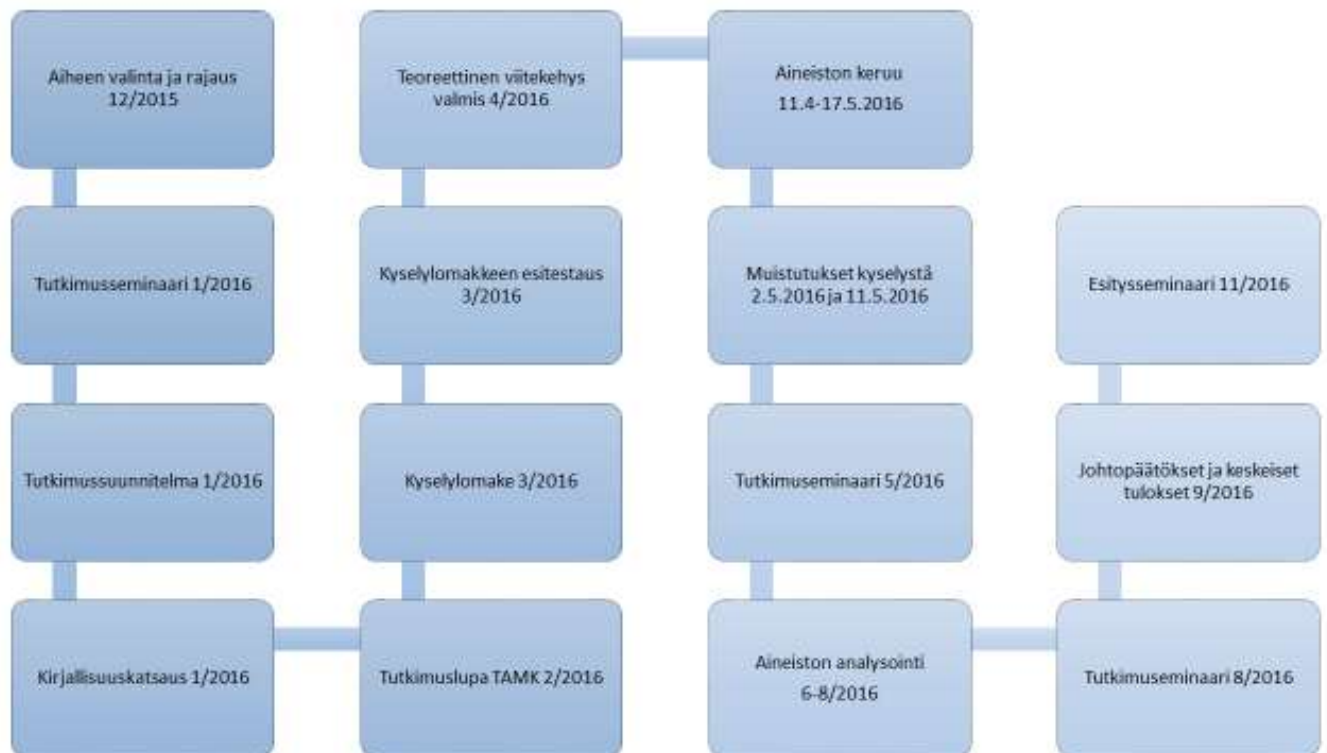 Aiheen valinta ja rajaus
12/2015
Tutkimusseminaari 1/2016
Tutkimussuunnitelma 1/2016
Kirjallisuuskatsaus 1/2016
Tutkimuslupa TAMK 2/2016
Kyselylomake 3/2016
Kyselylomakkeen esitestaus
3/2016
Teoreettinen viitekehys
valmis 4/2016
Aineiston keruu
11.4-17.5.2016
Muistutukset kyselystä
2.5.2016 ja 11.5.2016
Tutkimuseminaari 5/2016
Aineiston analysointi
6-8/2016
Tutkimuseminaari 8/2016
Johtopäätökset ja keskeiset
tulokset 9/2016
Esitysseminaari 11/2016